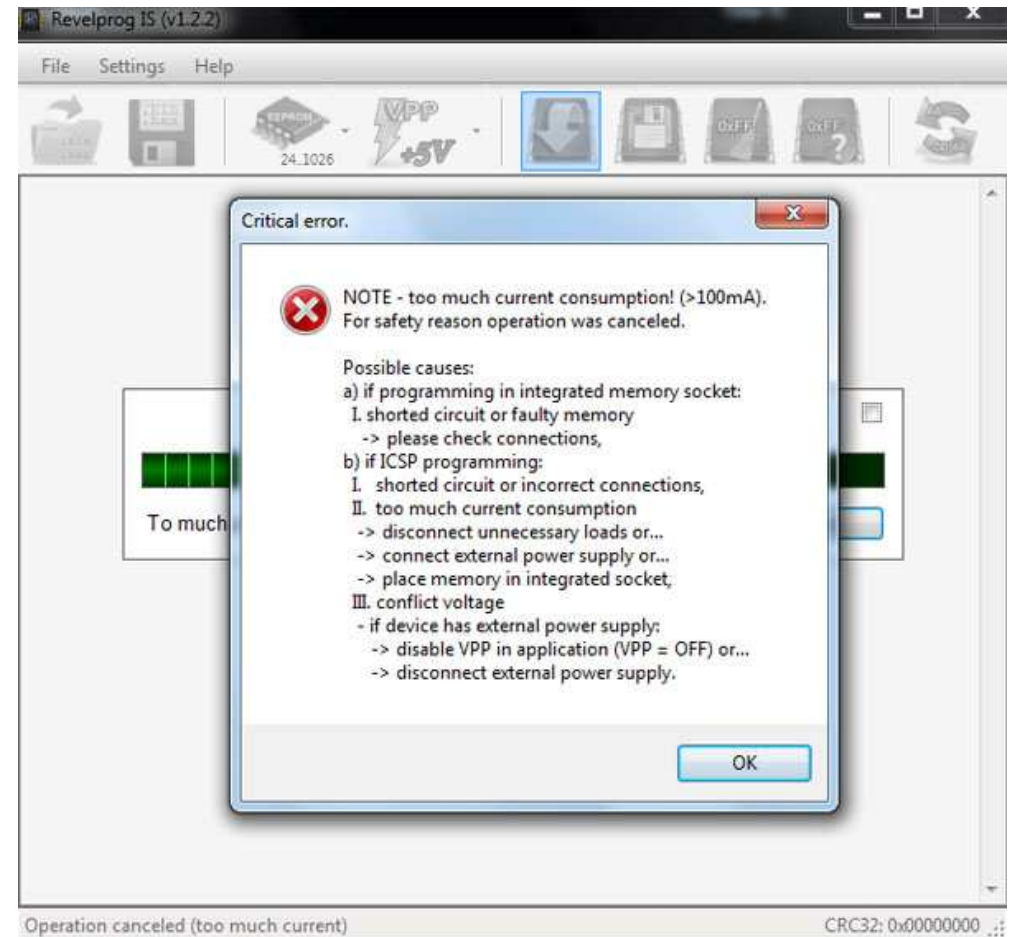 Revelprog IS (v1.2.2)
File Settings Help
EEPROM
24_1026
VPP
+5V
0xFF
0xFF
?
Critical error.
NOTE - too much current consumption! (>100mA).
For safety reason operation was canceled.
Possible causes:
a) if programming in integrated memory socket:
I. shorted circuit or faulty memory
-> please check connections,
b) if ICSP programming:
I. shorted circuit or incorrect connections,
II. too much current consumption
-> disconnect unnecessary loads or...
-> connect external power supply or...
-> place memory in integrated socket,
III. conflict voltage
- if device has external power supply:
-> disable VPP in application (VPP = OFF) or...
-> disconnect external power supply.
OK
To much
Operation canceled (too much current) CRC32: 0x00000000